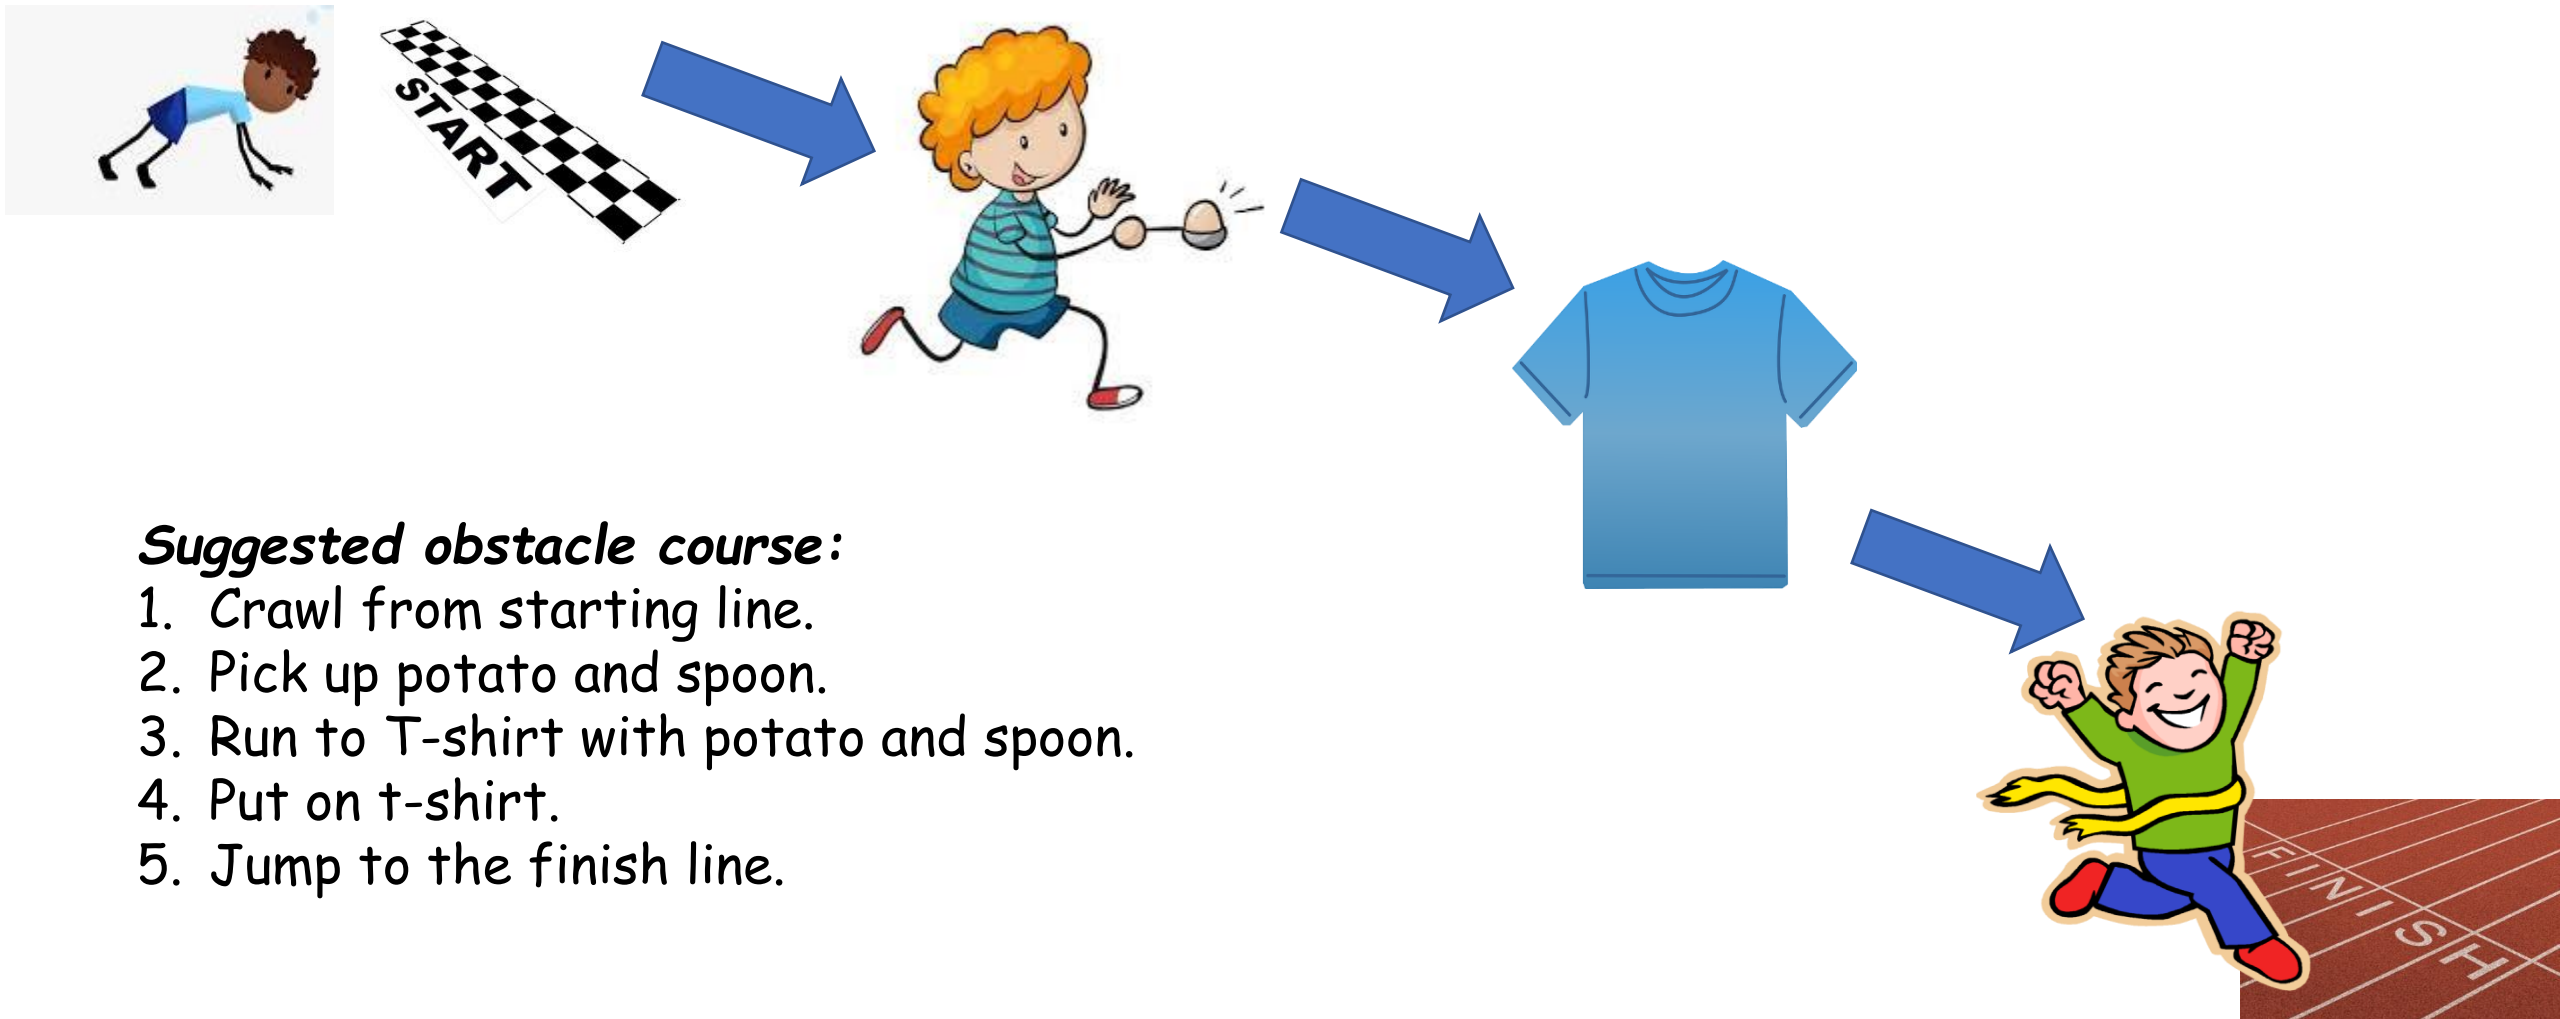 START
Suggested obstacle course:
1. Crawl from starting line.
2. Pick up potato and spoon.
3. Run to T-shirt with potato and spoon.
4. Put on t-shirt.
5. Jump to the finish line.
FINISH